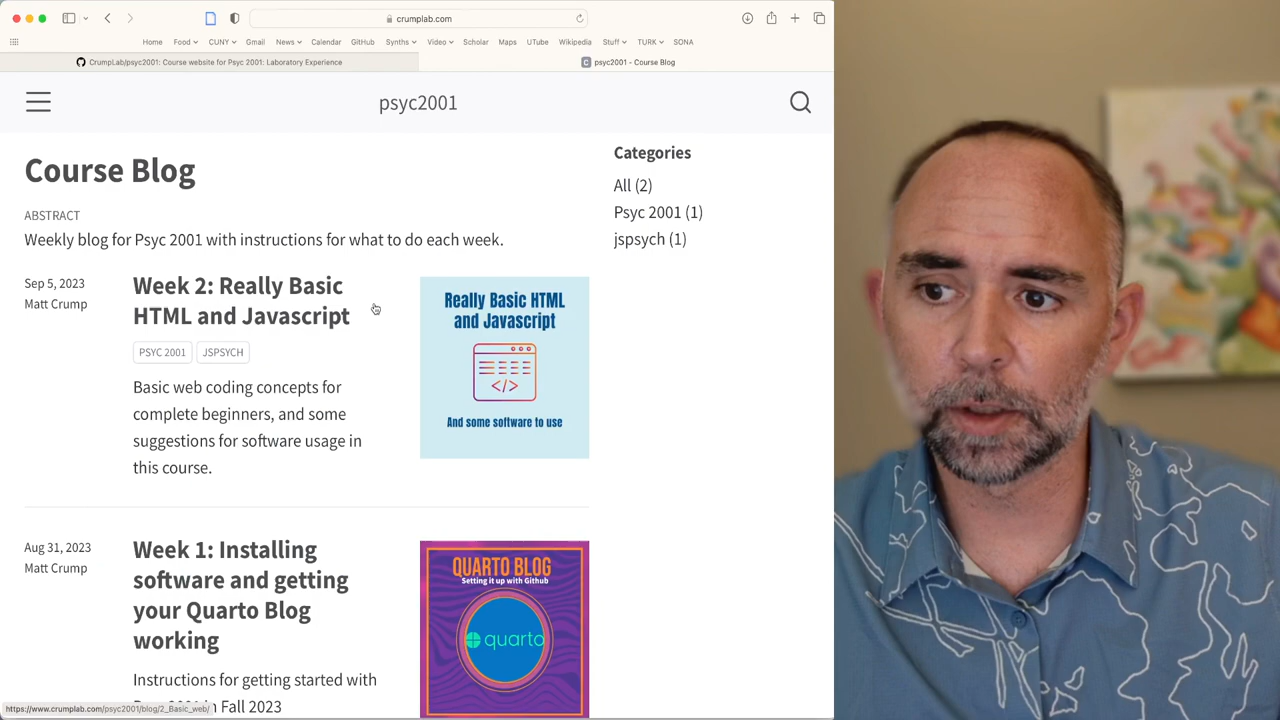 crumplab.com
Home Food CUNY Gmail News Calendar GitHub Synths Video Scholar Maps UTube Wikipedia Stuff TURK SONA
CrumpLab/psyc2001: Course website for Psyc 2001: Laboratory Experience
C psyc2001 - Course Blog
psyc2001
Course Blog
ABSTRACT
Weekly blog for Psyc 2001 with instructions for what to do each week.
Sep 5, 2023
Matt Crump
Week 2: Really Basic
HTML and Javascript
PSYC 2001 JSPSYCH
Basic web coding concepts for
complete beginners, and some
suggestions for software usage in
this course.
Really Basic HTML
and Javascript
</>
And some software to use
Aug 31, 2023
Matt Crump
Week 1: Installing
software and getting
your Quarto Blog
working
Instructions for getting started with
in Fall 2023
QUARTO BLOG
Setting it up with Github
quarto
Categories
All (2)
Psyc 2001 (1)
jspsych (1)
https://www.crumplab.com/psyc2001/blog/2_Basic_web/